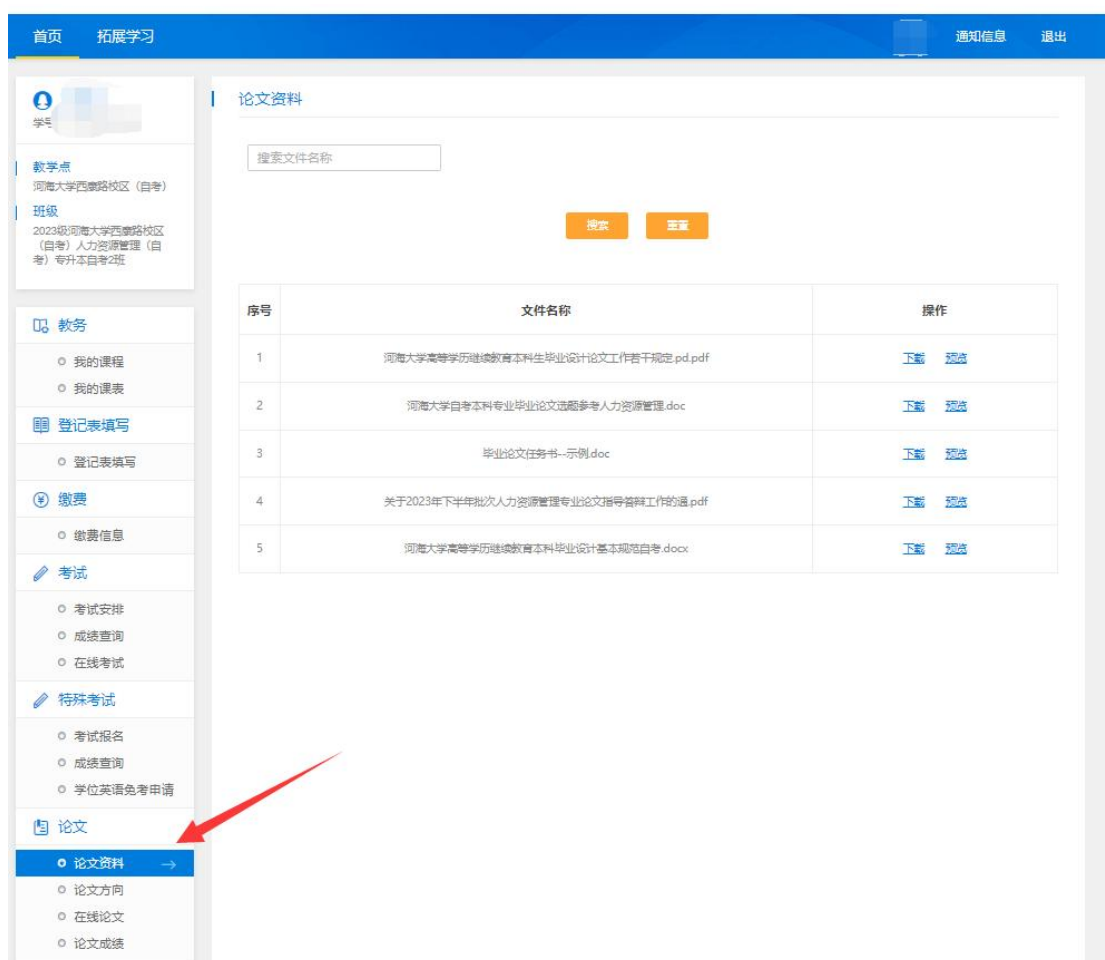 首页 拓展学习 通知信息 退出
学号
教学点
河海大学西康路校区（自考）
班级
2023级河海大学西康路校区
（自考）人力资源管理（自
考）专升本自考2班
教务
我的课程
我的课表
登记表填写
登记表填写
缴费
缴费信息
考试
考试安排
成绩查询
在线考试
特殊考试
考试报名
成绩查询
学位英语免考申请
论文
论文资料
论文方向
在线论文
论文成绩
论文资料
搜索文件名称
搜索 重置
序号 文件名称 操作
1 河海大学高等学历继续教育本科生毕业设计论文工作若干规定.pd.pdf 下载 预览
2 河海大学自考本科专业毕业论文选题参考人力资源管理.doc 下载 预览
3 毕业论文任务书--示例.doc 下载 预览
4 关于2023年下半年批次人力资源管理专业论文指导答辩工作的通.pdf 下载 预览
5 河海大学高等学历继续教育本科毕业设计基本规范自考.docx 下载 预览